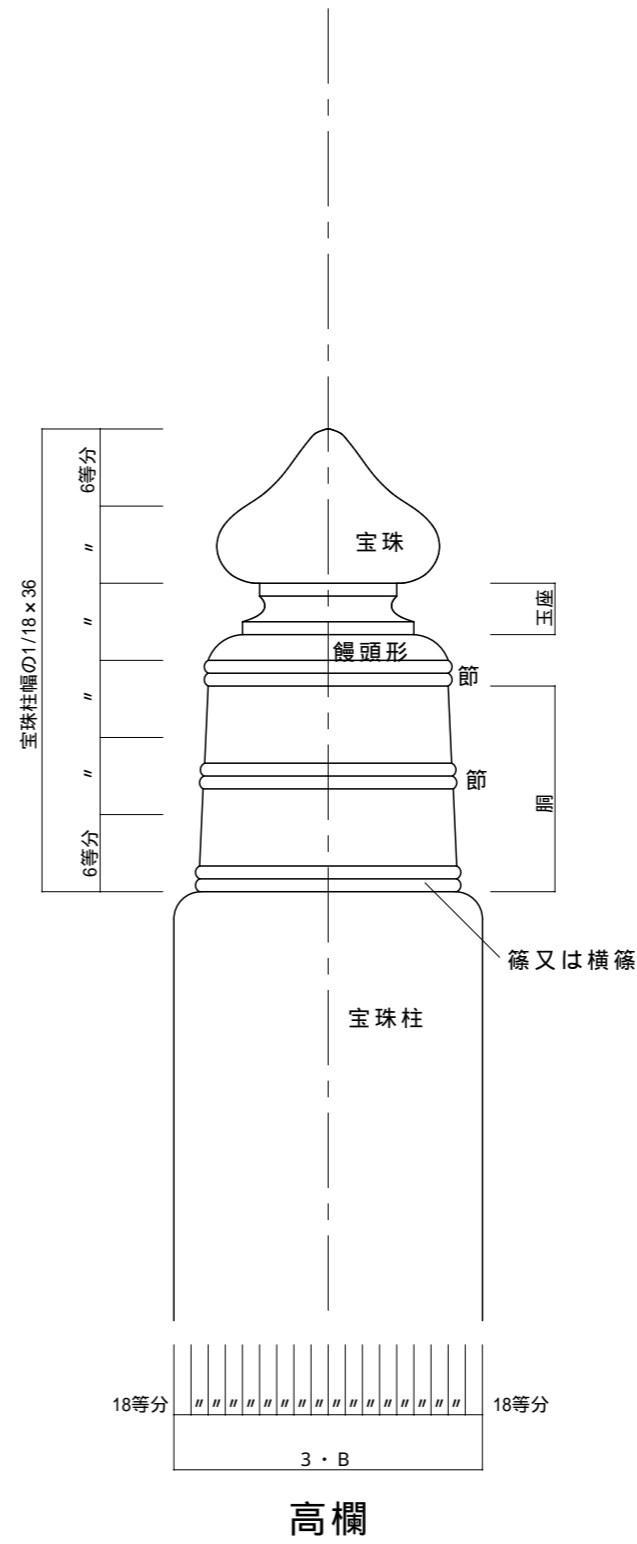 6等分
〃
〃
〃
〃
6等分
宝珠柱幅の1/18×36
宝珠
玉座
饅頭形
節
節
胴
篠又は横篠
宝珠柱
18等分
〃〃〃〃〃〃〃〃〃〃〃〃〃〃〃〃
18等分
3・B
高欄